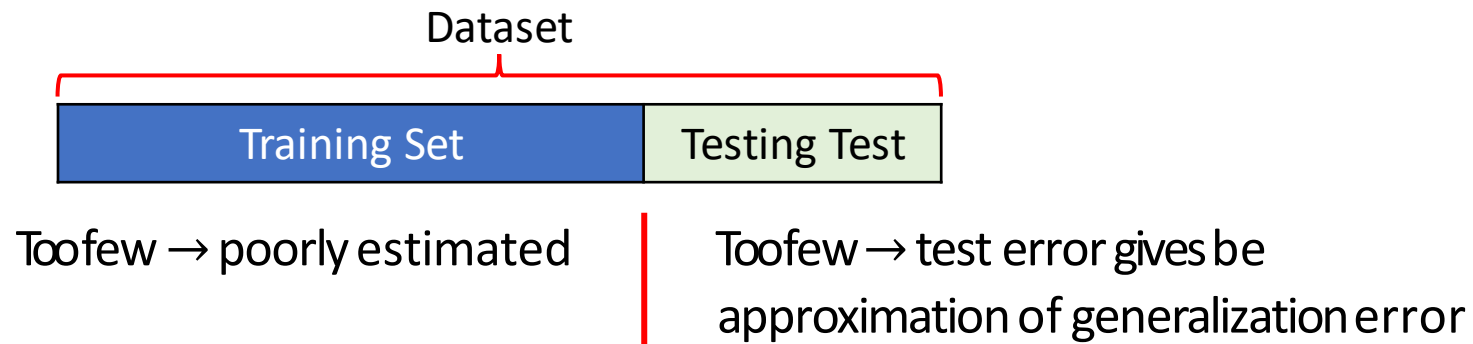 Dataset
Training Set
Testing Test
Toofew → poorly estimated
Toofew → test error gives be
approximation of generalization error